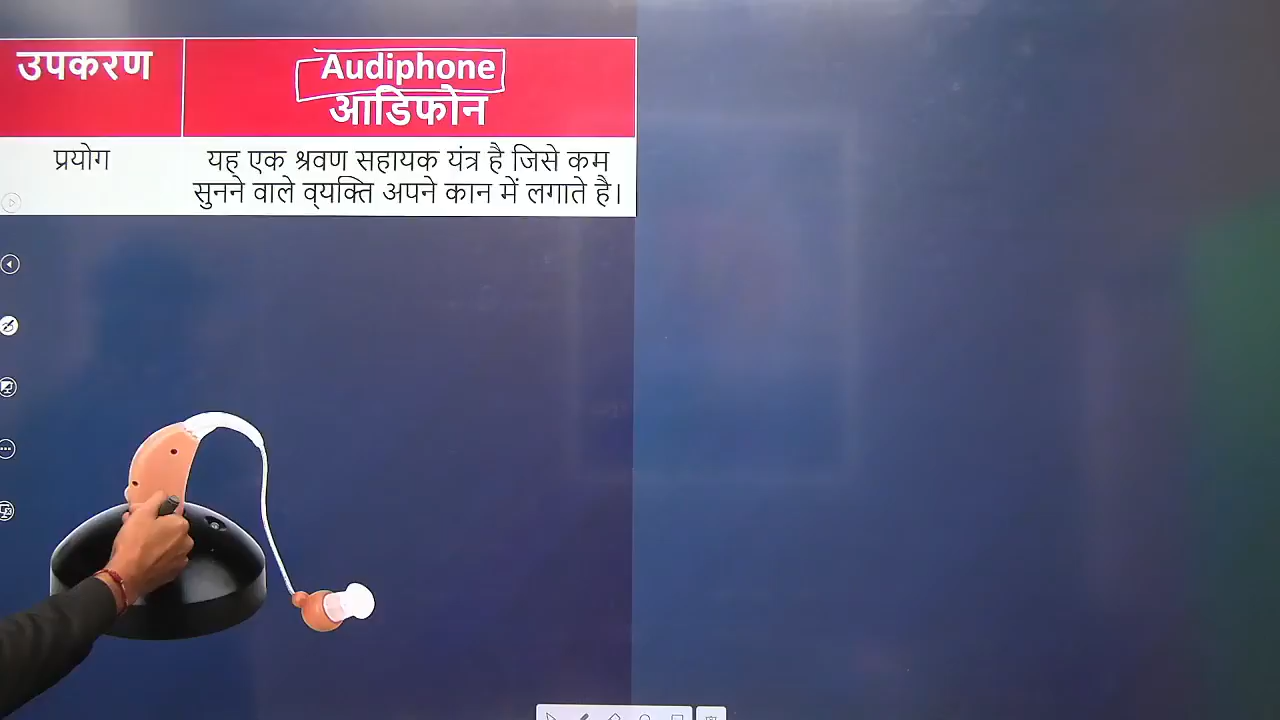 उपकरण
Audiphone
आडिफोन
प्रयोग
यह एक श्रवण सहायक यंत्र है जिसे कम
सुनने वाले व्यक्ति अपने कान में लगाते है।